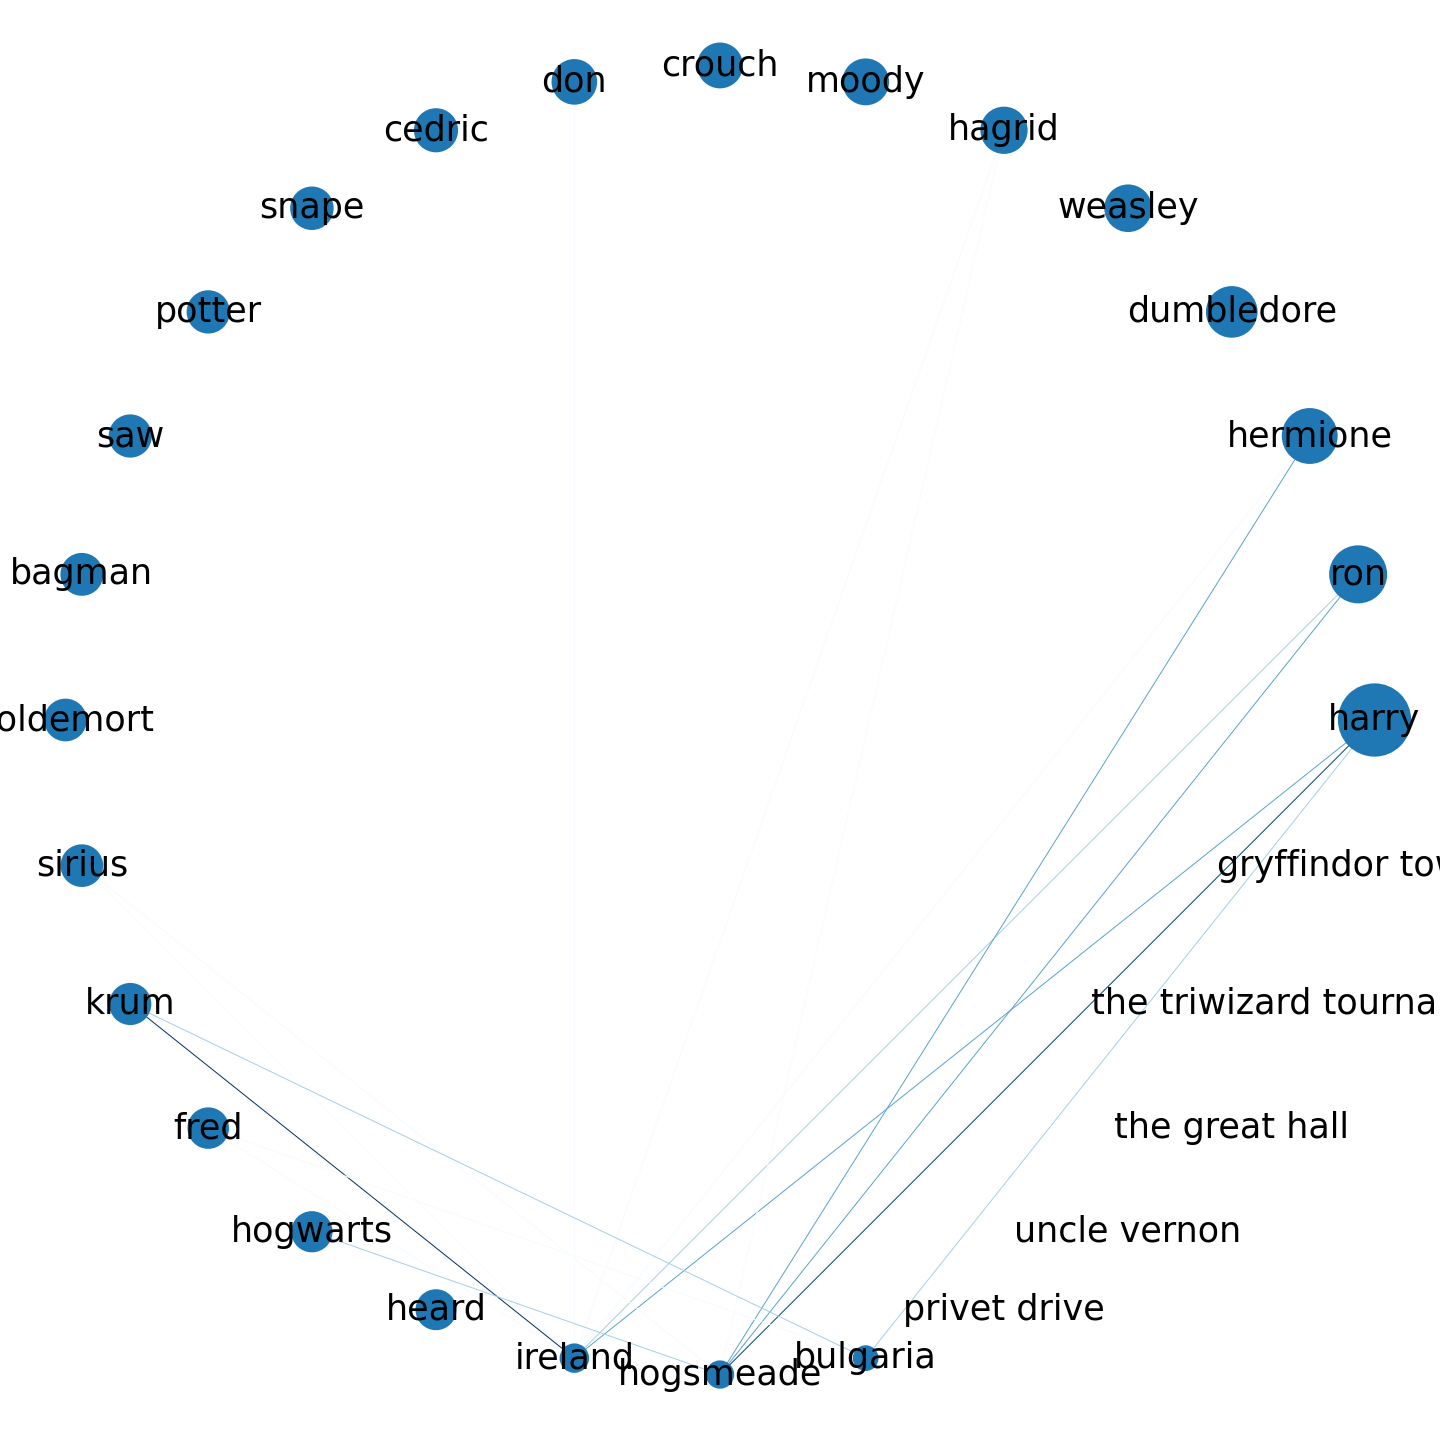 crouch
don
moody
cedric
hagrid
snape
weasley
potter
dumbledore
saw
hermione
bagman
ron
oldemort
harry
sirius
gryffindor tow
krum
the triwizard tourna
fred
the great hall
hogwarts
uncle vernon
heard
privet drive
ireland
bulgaria
hogsmeade